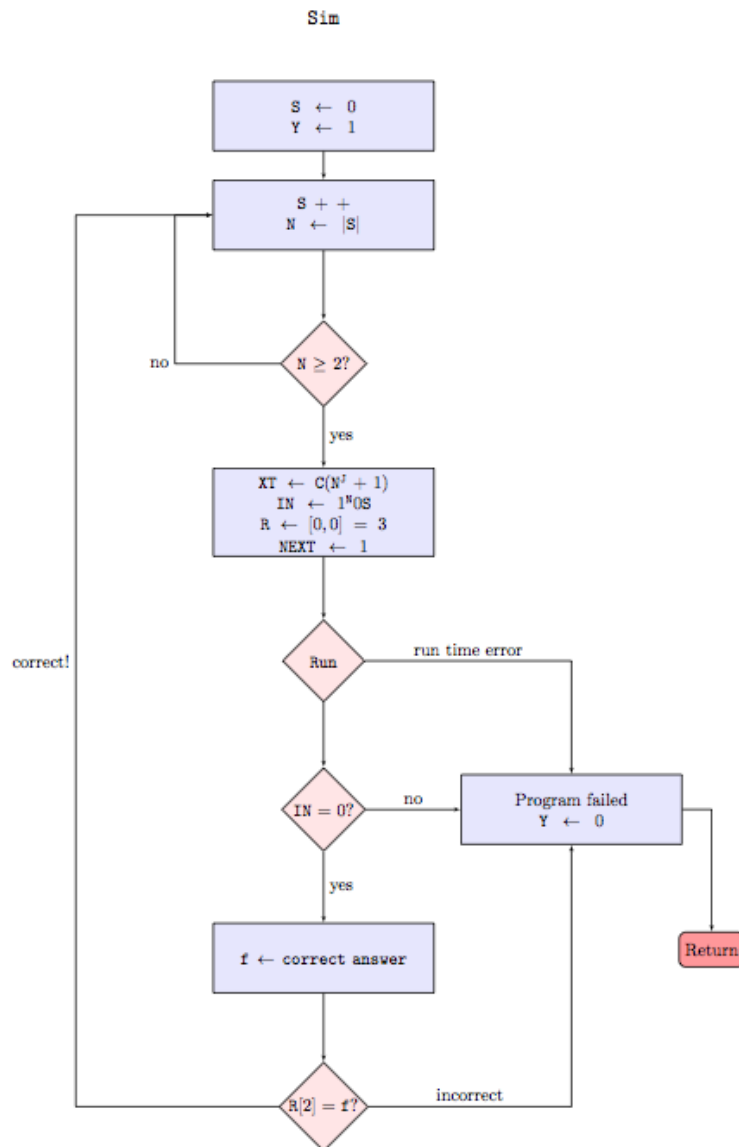 Sim
S ← 0
Y ← 1
S + +
N ← |S|
no
N ≥ 2?
yes
XT ← C(N^J + 1)
IN ← 1^N0S
R ← [0,0] = 3
NEXT ← 1
correct!
Run
run time error
IN = 0?
no
Program failed
Y ← 0
yes
f ← correct answer
Return
R[2] = f?
incorrect